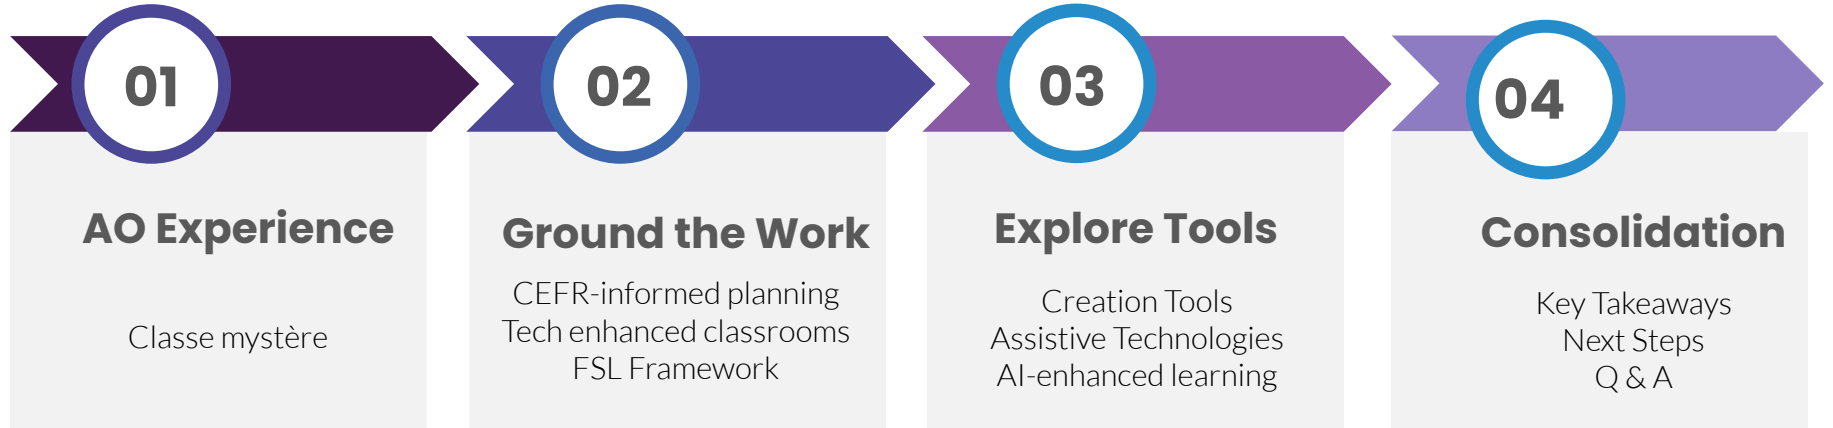 01
AO Experience
Classe mystère
02
Ground the Work
CEFR-informed planning
Tech enhanced classrooms
FSL Framework
03
Explore Tools
Creation Tools
Assistive Technologies
AI-enhanced learning
04
Consolidation
Key Takeaways
Next Steps
Q & A